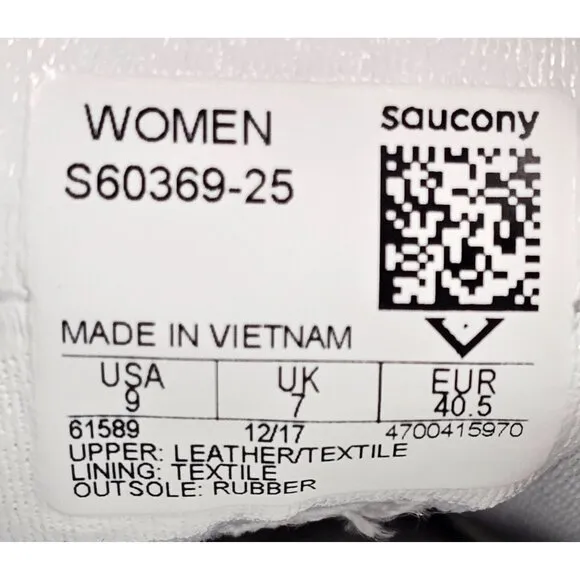 WOMEN
S60369-25
saucony
MADE IN VIETNAM
USA UK EUR
9 7 40.5
61589 12/17 4700415970
UPPER: LEATHER/TEXTILE
LINING: TEXTILE
OUTSOLE: RUBBER